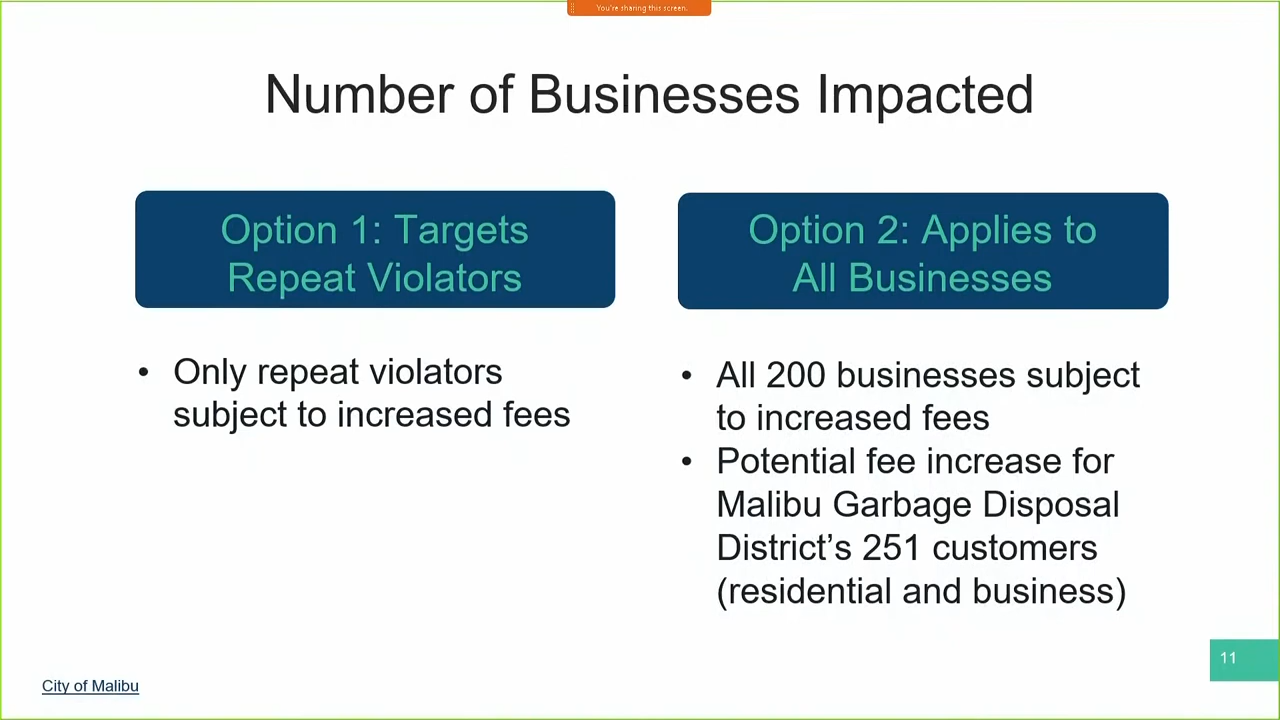 You're sharing this screen.
Number of Businesses Impacted
Option 1: Targets
Repeat Violators
• Only repeat violators
subject to increased fees
Option 2: Applies to
All Businesses
• All 200 businesses subject
to increased fees
• Potential fee increase for
Malibu Garbage Disposal
District’s 251 customers
(residential and business)
11
City of Malibu